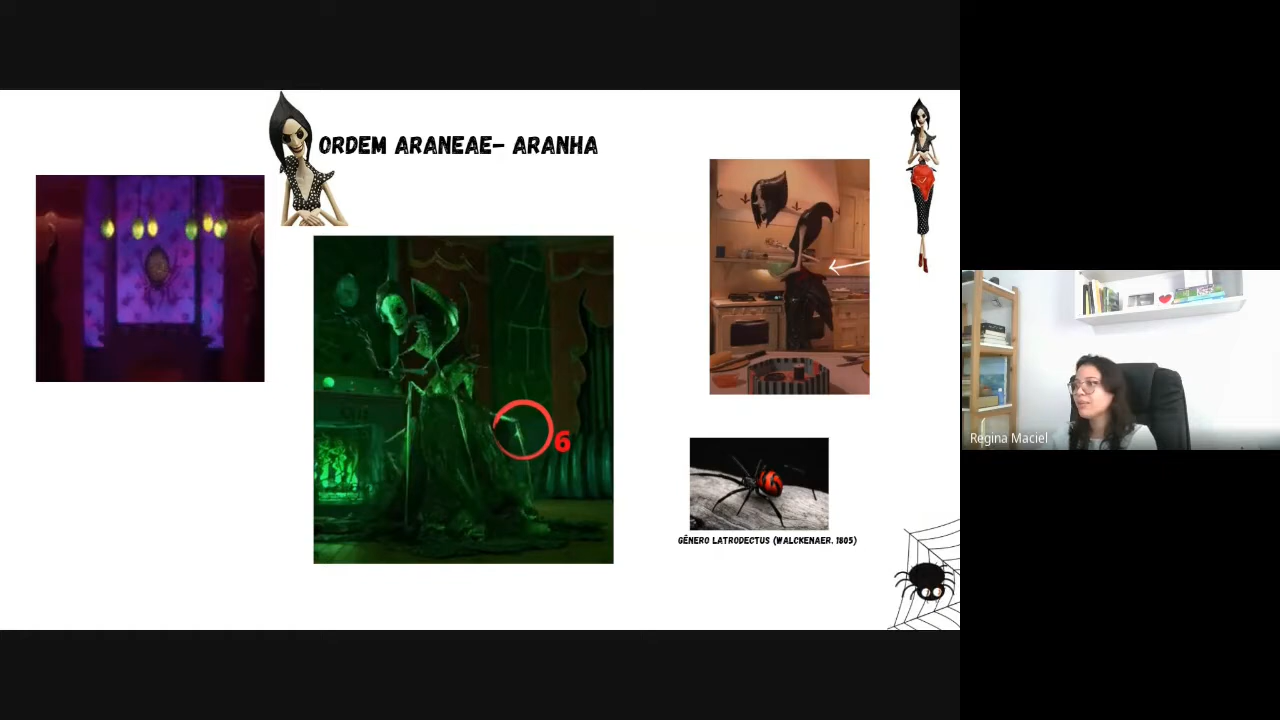 ORDEM ARANEAE- ARANHA
6
GÊNERO LATRODECTUS (WALCKENAER, 1805)
Regina Maciel